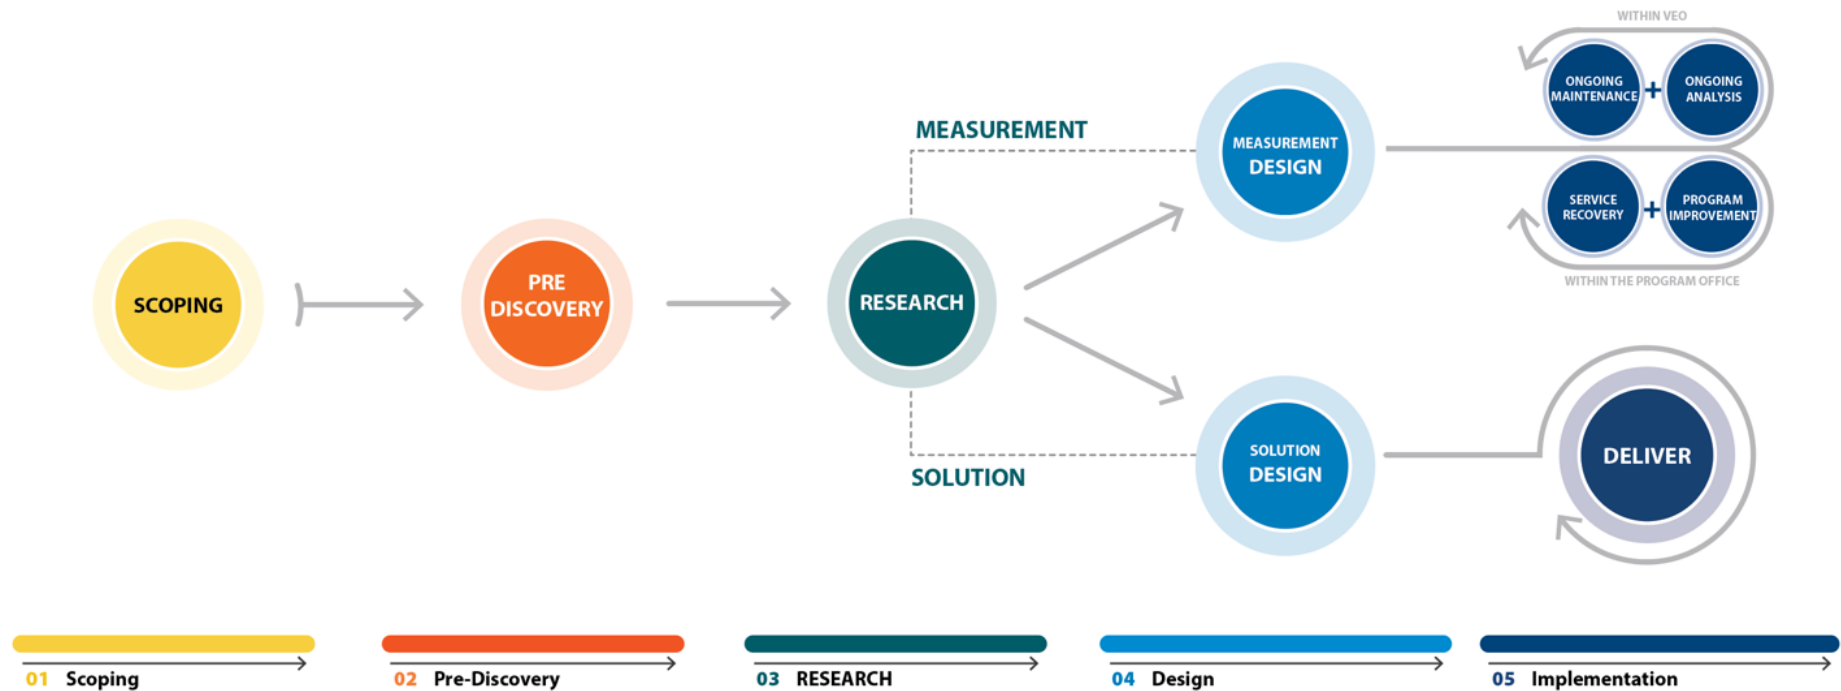 WITHIN VEO
ONGOING
MAINTENANCE
+
ONGOING
ANALYSIS
MEASUREMENT
MEASUREMENT
DESIGN
SERVICE
RECOVERY
+
PROGRAM
IMPROVEMENT
WITHIN THE PROGRAM OFFICE
SCOPING
PRE
DISCOVERY
RESEARCH
SOLUTION
SOLUTION
DESIGN
DELIVER
01 Scoping
02 Pre-Discovery
03 RESEARCH
04 Design
05 Implementation